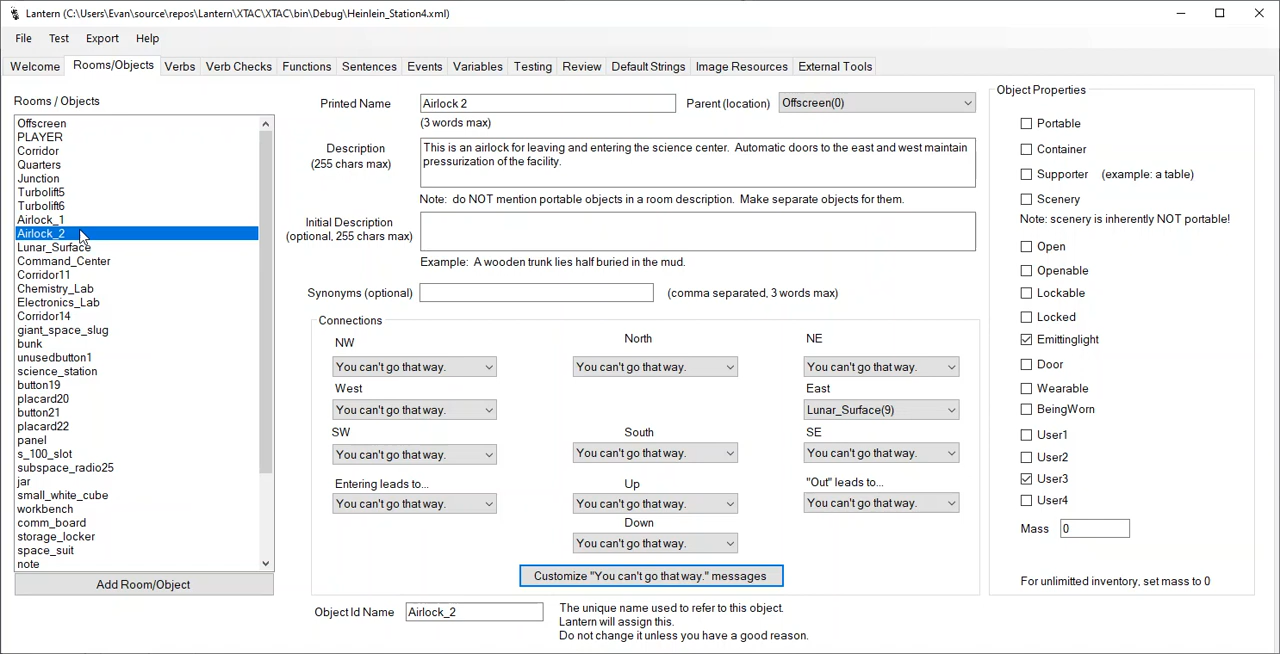 Lantern (C:\Users\Evan\source\repos\Lantern\XTAC\XTAC\bin\Debug\Heinlein_Station4.xml)
File Test Export Help
Welcome Rooms/Objects Verbs Verb Checks Functions Sentences Events Variables Testing Review Default Strings Image Resources External Tools
Rooms / Objects
Offscreen
PLAYER
Corridor
Quarters
Junction
Turbolift5
Turbolift6
Airlock_1
Airlock_2
Lunar_Surface
Command_Center
Corridor11
Chemistry_Lab
Electronics_Lab
Corridor14
giant_space_slug
bunk
unusedbutton1
science_station
button19
placard20
button21
placard22
panel
s_100_slot
subspace_radio25
jar
small_white_cube
workbench
comm_board
storage_locker
space_suit
note
Add Room/Object
Printed Name Airlock 2 Parent (location) Offscreen(0)
(3 words max)
Description
(255 chars max)
This is an airlock for leaving and entering the science center. Automatic doors to the east and west maintain
pressurization of the facility.
Note: do NOT mention portable objects in a room description. Make separate objects for them.
Initial Description
(optional, 255 chars max)
Example: A wooden trunk lies half buried in the mud.
Synonyms (optional) (comma separated, 3 words max)
Connections
NW North NE
You can't go that way. You can't go that way. You can't go that way.
West East
You can't go that way. Lunar_Surface(9)
SW South SE
You can't go that way. You can't go that way. You can't go that way.
Entering leads to... Up "Out" leads to...
You can't go that way. You can't go that way. You can't go that way.
Down
You can't go that way.
Customize "You can't go that way." messages
Object Id Name Airlock_2
The unique name used to refer to this object.
Lantern will assign this.
Do not change it unless you have a good reason.
Object Properties
Portable
Container
Supporter (example: a table)
Scenery
Note: scenery is inherently NOT portable!
Open
Openable
Lockable
Locked
Emittinglight
Door
Wearable
BeingWorn
User1
User2
User3
User4
Mass 0
For unlimitted inventory, set mass to 0